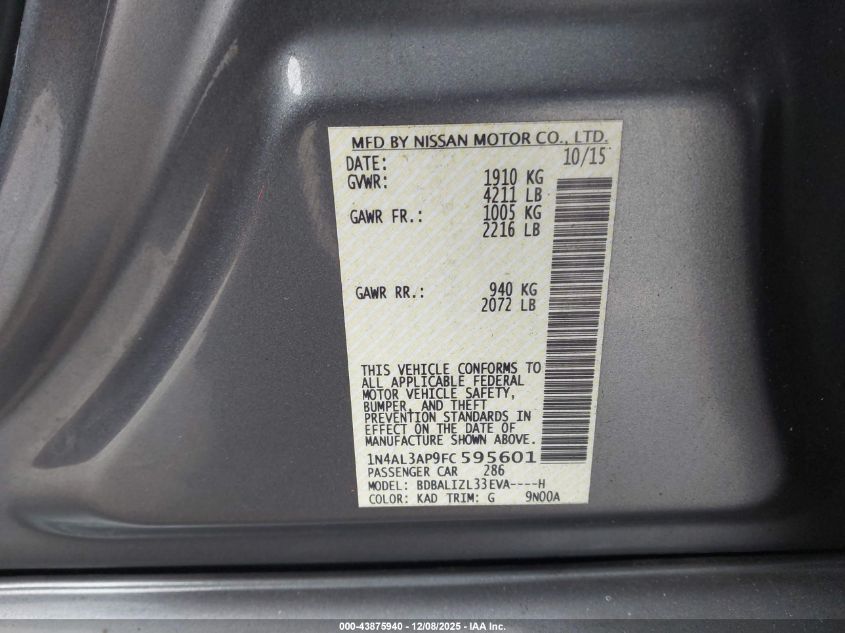 MFD BY NISSAN MOTOR CO., LTD.
DATE: 10/15
GVWR: 1910 KG
4211 LB
GAWR FR.: 1005 KG
2216 LB
GAWR RR.: 940 KG
2072 LB
THIS VEHICLE CONFORMS TO
ALL APPLICABLE FEDERAL
MOTOR VEHICLE SAFETY,
BUMPER, AND THEFT
PREVENTION STANDARDS IN
EFFECT ON THE DATE OF
MANUFACTURE SHOWN ABOVE.
1N4AL3AP9FC595601
PASSENGER CAR 286
MODEL: BDBALIZL33EVA----H
COLOR: KAD TRIM: G 9N00A
000-43875940 - 12/08/2025 - IAA Inc.